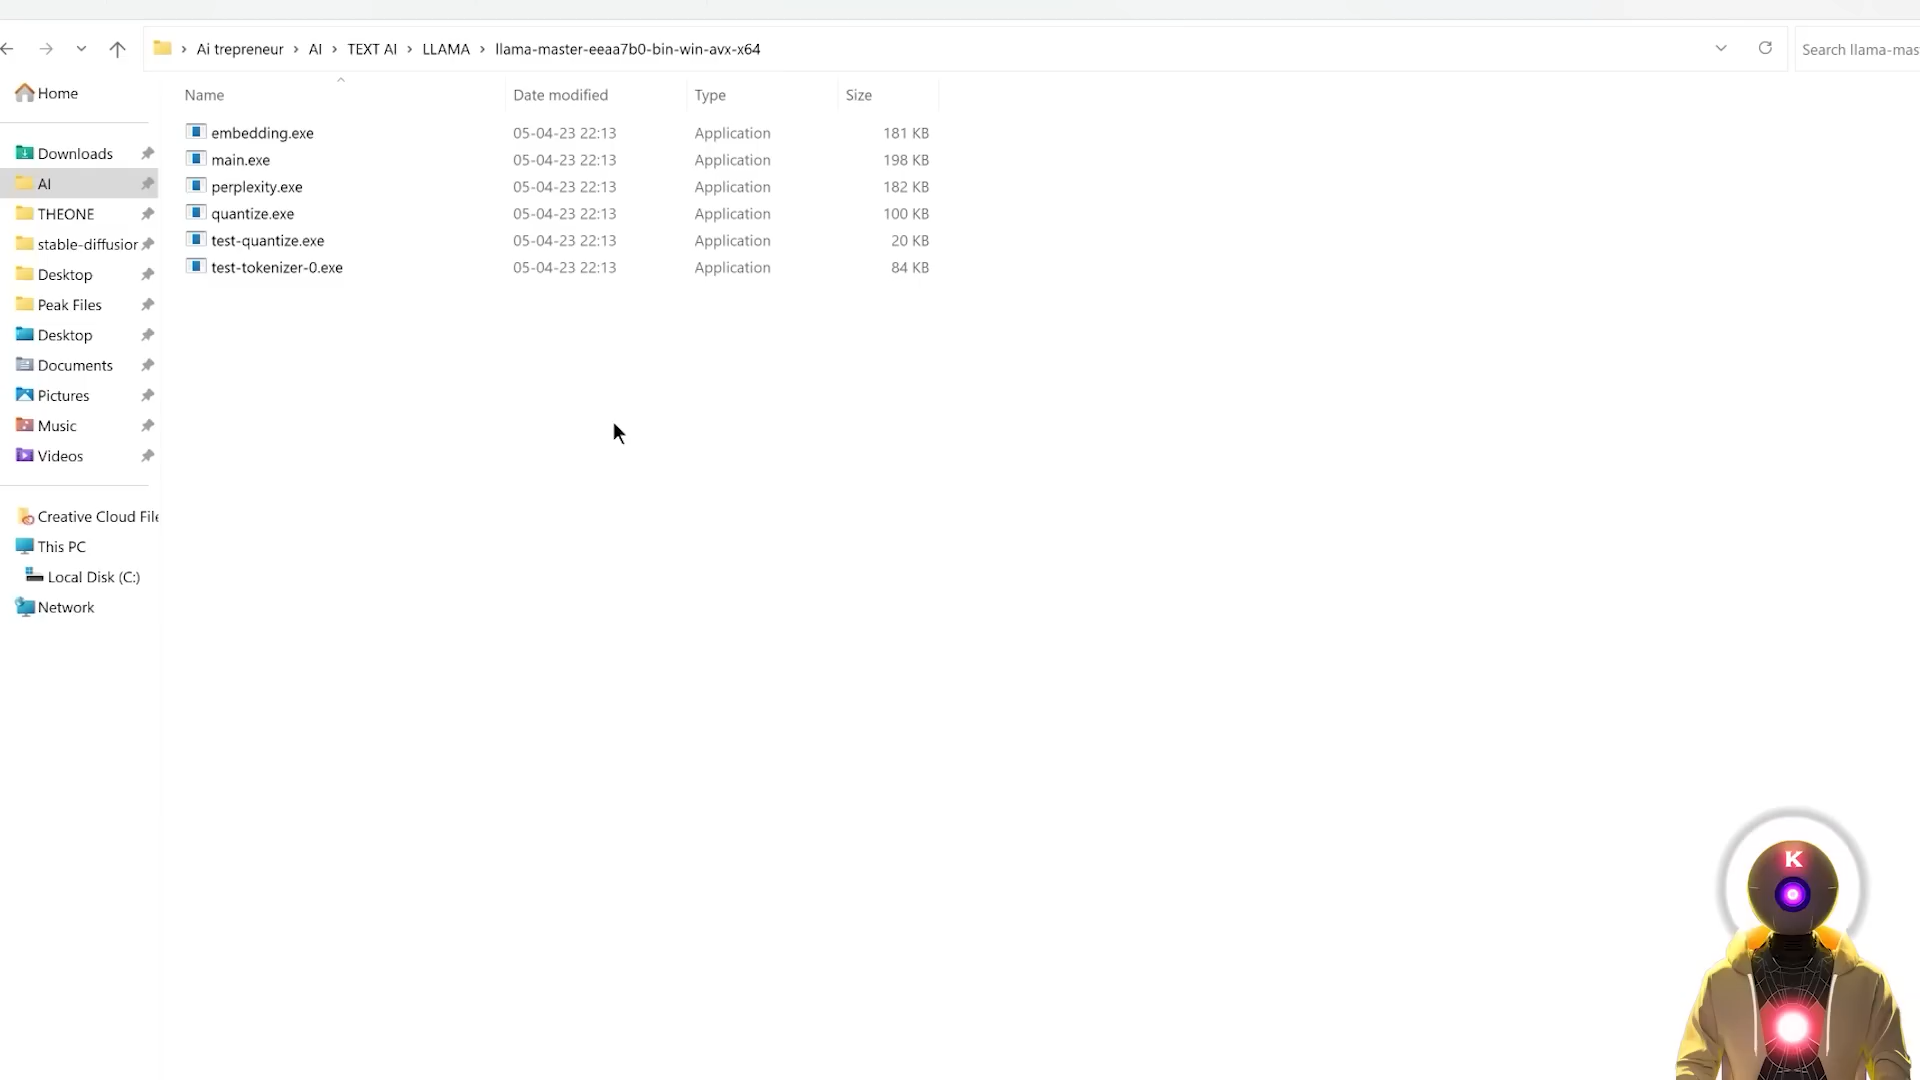 Ai trepreneur > AI > TEXT AI > LLAMA > llama-master-eeaa7b0-bin-win-avx-x64
Search llama-mas
Home
Downloads
AI
THEONE
stable-diffusior
Desktop
Peak Files
Desktop
Documents
Pictures
Music
Videos
Creative Cloud File
This PC
Local Disk (C:)
Network
Name Date modified Type Size
embedding.exe 05-04-23 22:13 Application 181 KB
main.exe 05-04-23 22:13 Application 198 KB
perplexity.exe 05-04-23 22:13 Application 182 KB
quantize.exe 05-04-23 22:13 Application 100 KB
test-quantize.exe 05-04-23 22:13 Application 20 KB
test-tokenizer-0.exe 05-04-23 22:13 Application 84 KB
K